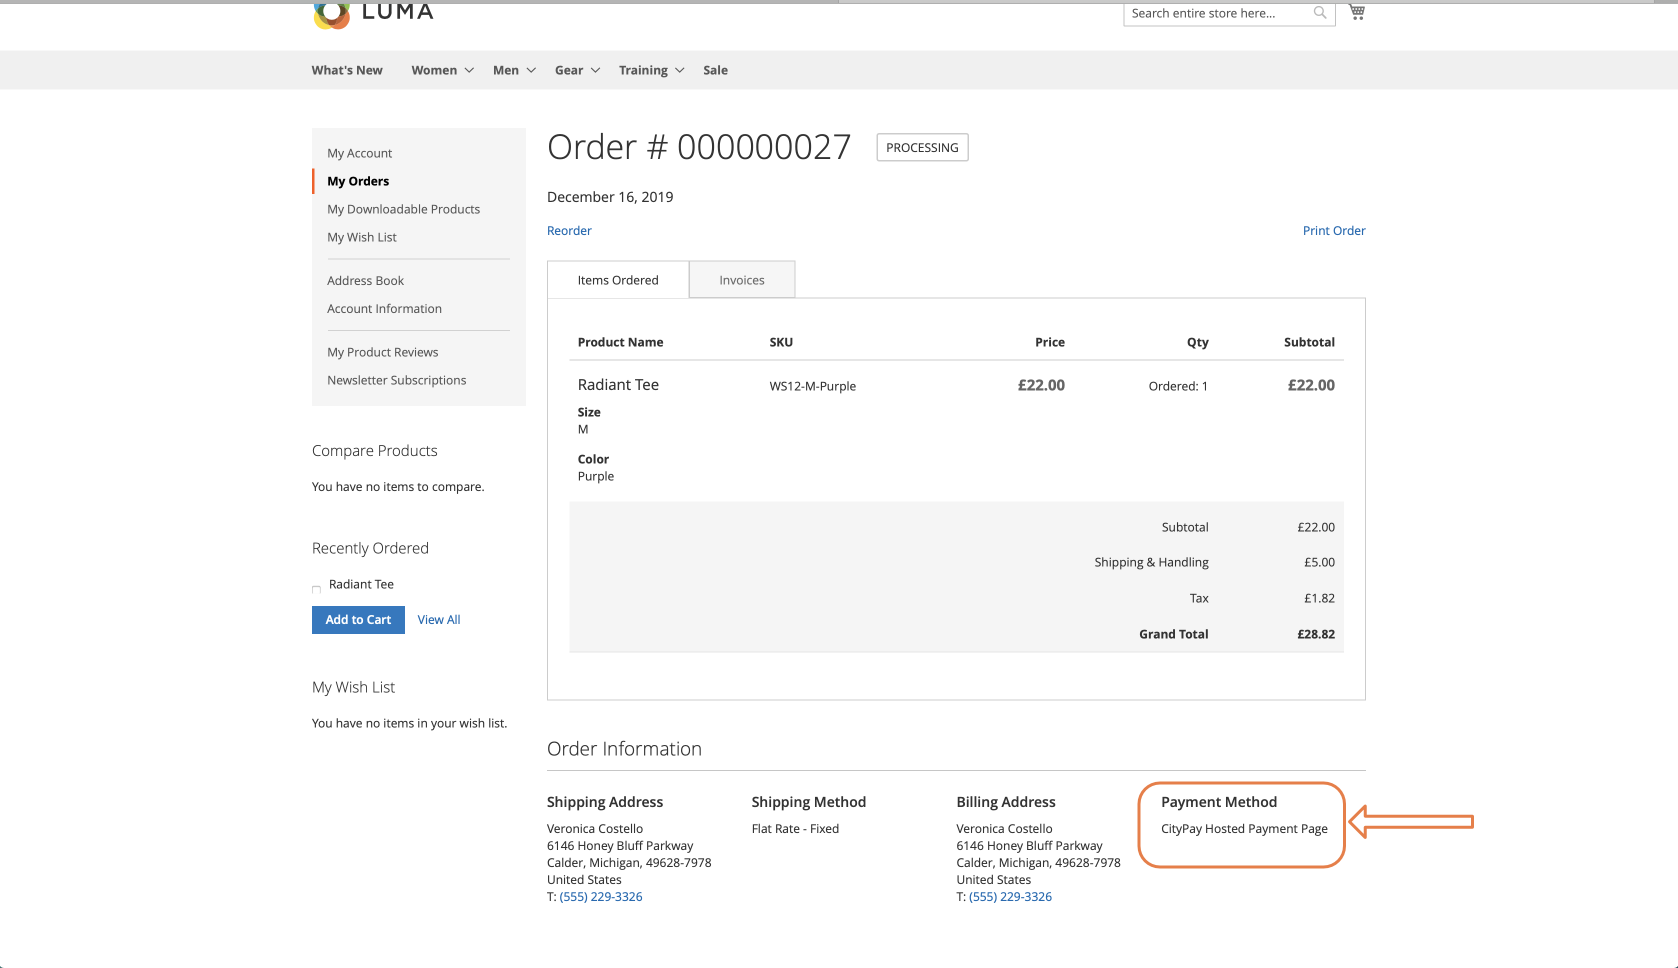 LUMA
Search entire store here...
What's New Women Men Gear Training Sale
My Account
My Orders
My Downloadable Products
My Wish List
Address Book
Account Information
My Product Reviews
Newsletter Subscriptions
Compare Products
You have no items to compare.
Recently Ordered
Radiant Tee
Add to Cart View All
My Wish List
You have no items in your wish list.
Order # 000000027 PROCESSING
December 16, 2019
Reorder Print Order
Items Ordered Invoices
Product Name SKU Price Qty Subtotal
Radiant Tee WS12-M-Purple £22.00 Ordered: 1 £22.00
Size
M
Color
Purple
Subtotal £22.00
Shipping & Handling £5.00
Tax £1.82
Grand Total £28.82
Order Information
Shipping Address
Veronica Costello
6146 Honey Bluff Parkway
Calder, Michigan, 49628-7978
United States
T: (555) 229-3326
Shipping Method
Flat Rate - Fixed
Billing Address
Veronica Costello
6146 Honey Bluff Parkway
Calder, Michigan, 49628-7978
United States
T: (555) 229-3326
Payment Method
CityPay Hosted Payment Page